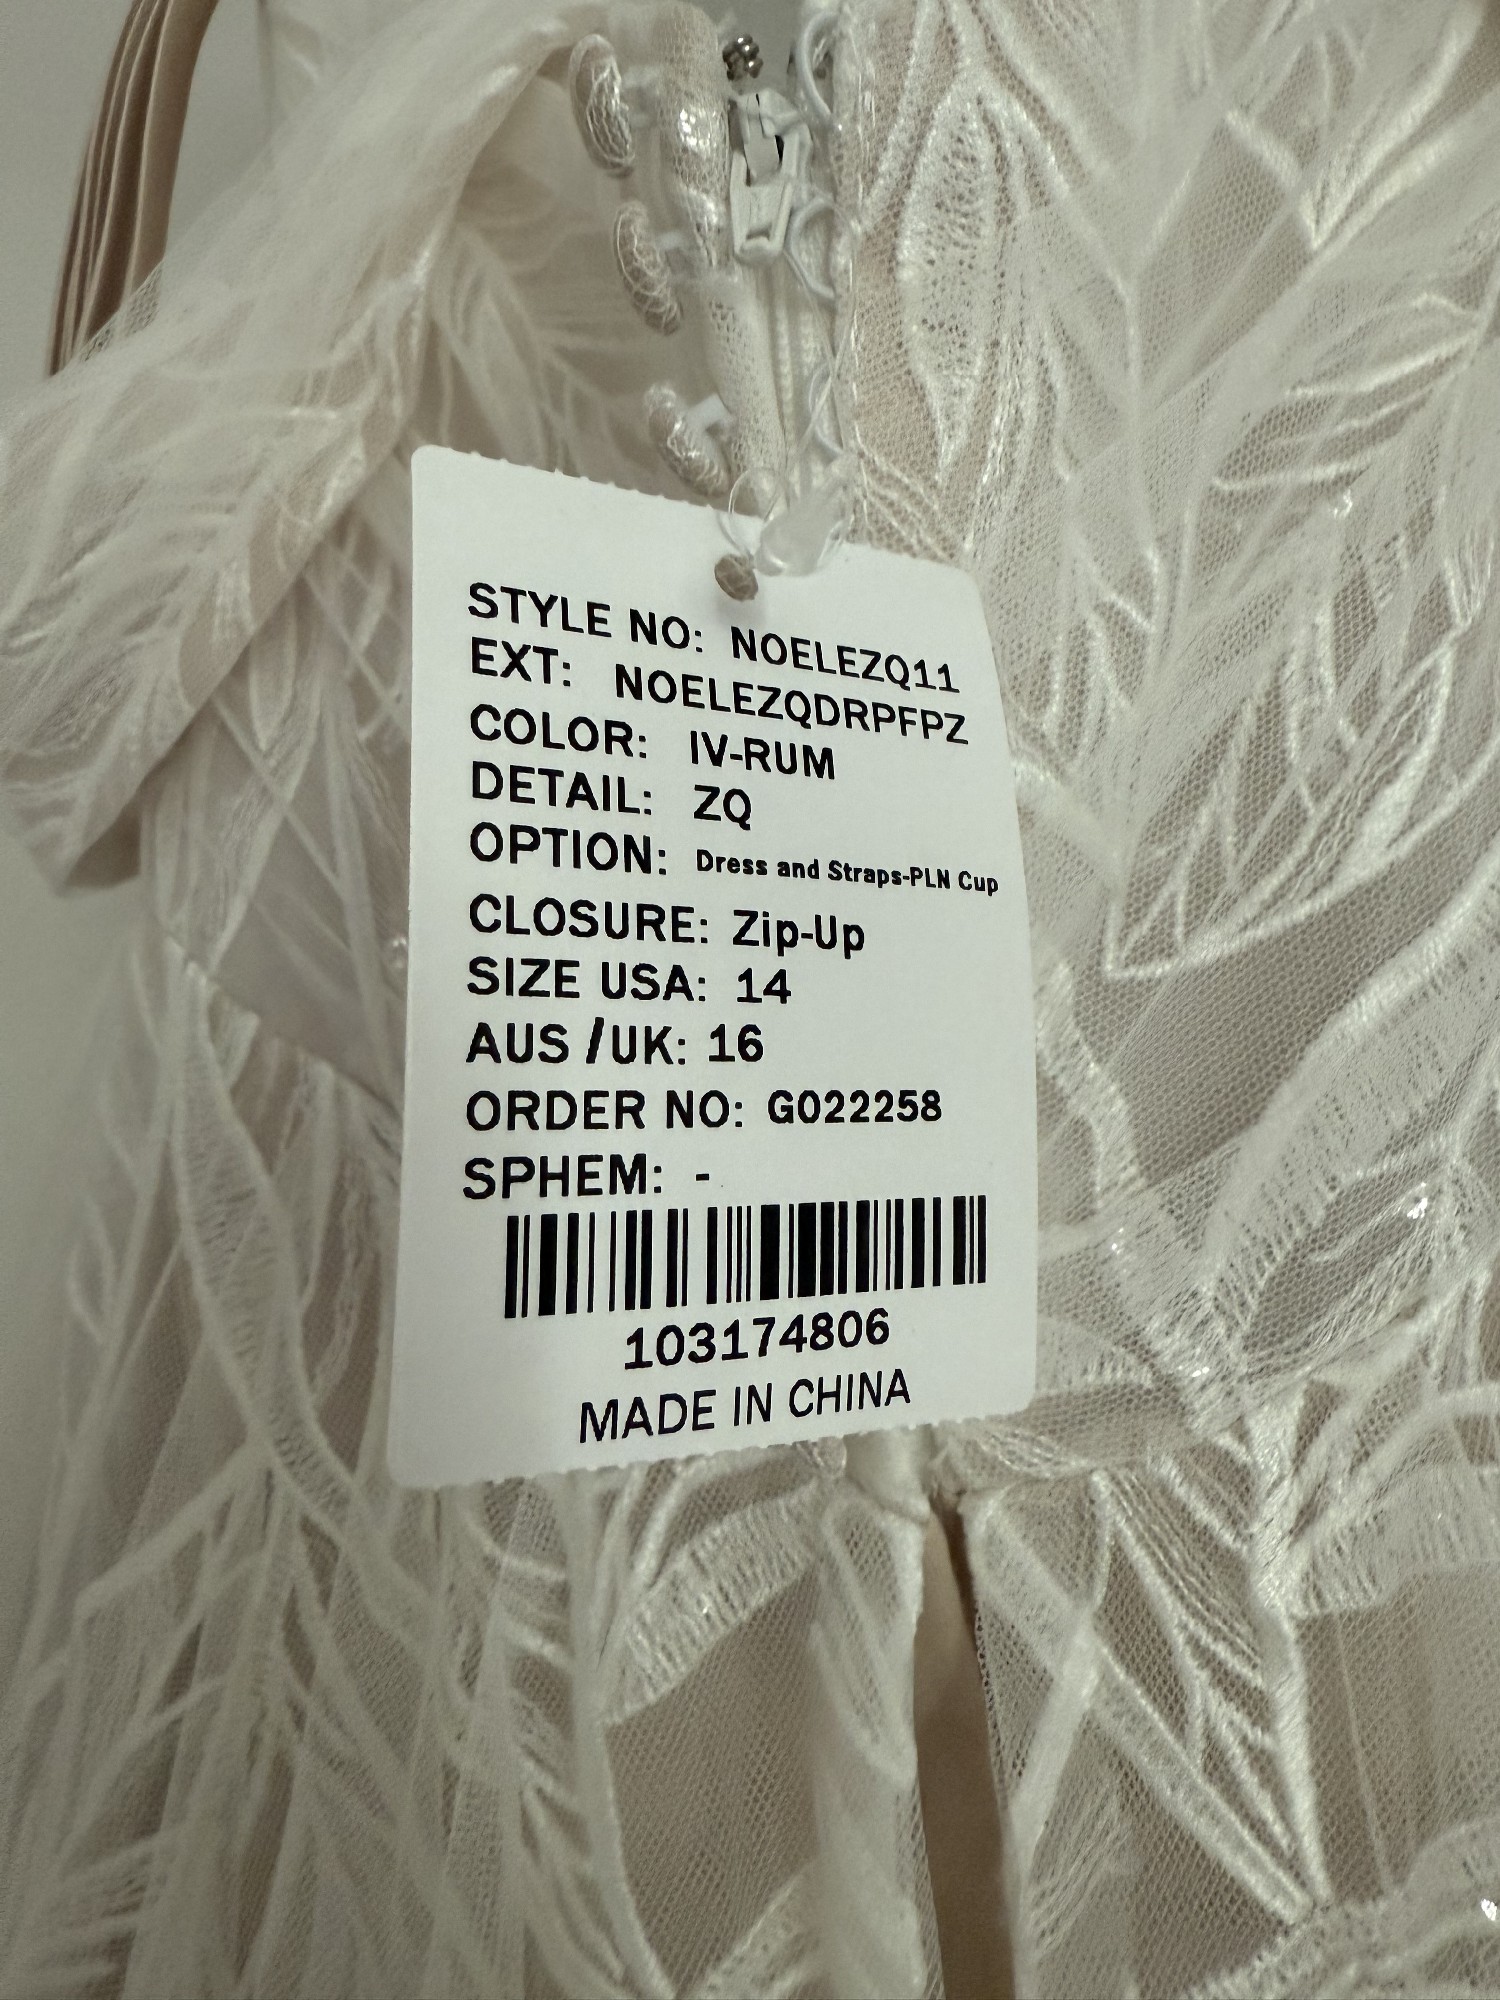 STYLE NO: NOELEZQ11
EXT: NOELEZQDRPFPZ
COLOR: IV-RUM
DETAIL: ZQ
OPTION: Dress and Straps-PLN Cup
CLOSURE: Zip-Up
SIZE USA: 14
AUS /UK: 16
ORDER NO: G022258
SPHEM: -
103174806
MADE IN CHINA